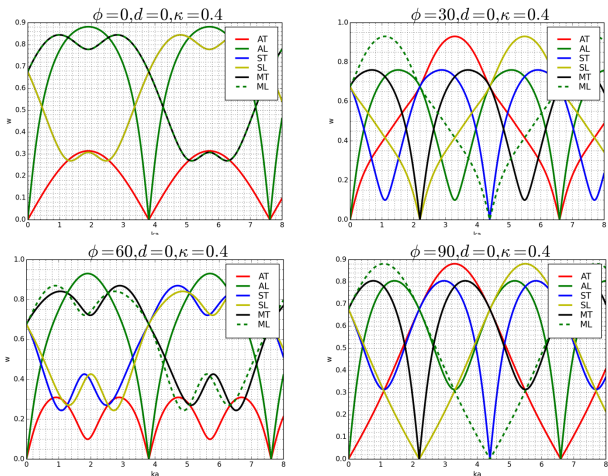 ϕ=0,d=0,κ=0.4
w
0.9
0.8
0.7
0.6
0.5
0.4
0.3
0.2
0.1
0.0
AT
AL
ST
SL
MT
ML
0 1 2 3 4 5 6 7 8
ka
ϕ=30,d=0,κ=0.4
w
1.0
0.8
0.6
0.4
0.2
0.0
AT
AL
ST
SL
MT
ML
0 1 2 3 4 5 6 7 8
ka
ϕ=60,d=0,κ=0.4
w
1.0
0.8
0.6
0.4
0.2
0.0
AT
AL
ST
SL
MT
ML
0 1 2 3 4 5 6 7 8
ka
ϕ=90,d=0,κ=0.4
w
0.9
0.8
0.7
0.6
0.5
0.4
0.3
0.2
0.1
0.0
AT
AL
ST
SL
MT
ML
0 1 2 3 4 5 6 7 8
ka